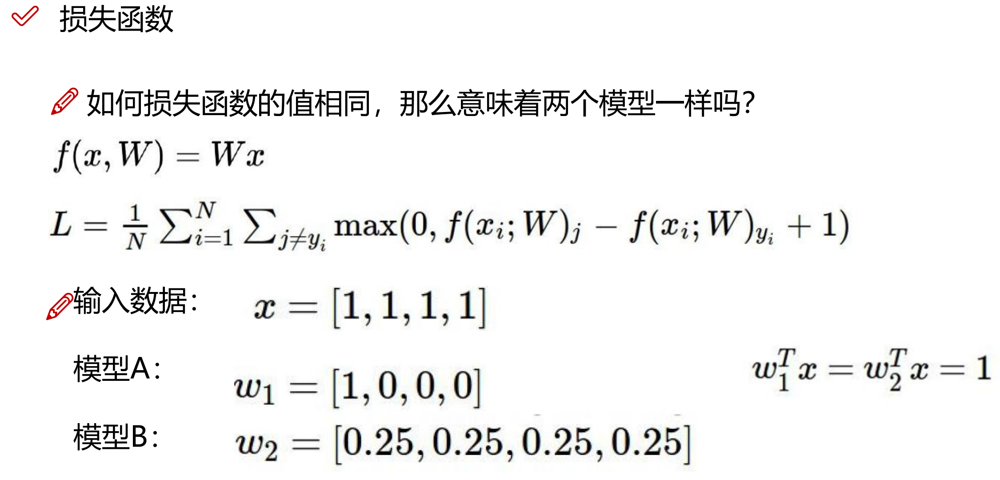 损失函数
如何损失函数的值相同，那么意味着两个模型一样吗?
f(x, W) = Wx
L = \frac{1}{N} \sum_{i=1}^{N} \sum_{j \neq y_i} \max(0, f(x_i; W)_j - f(x_i; W)_{y_i} + 1)
输入数据： x = [1, 1, 1, 1]
模型A： w_1 = [1, 0, 0, 0] w_1^T x = w_2^T x = 1
模型B： w_2 = [0.25, 0.25, 0.25, 0.25]